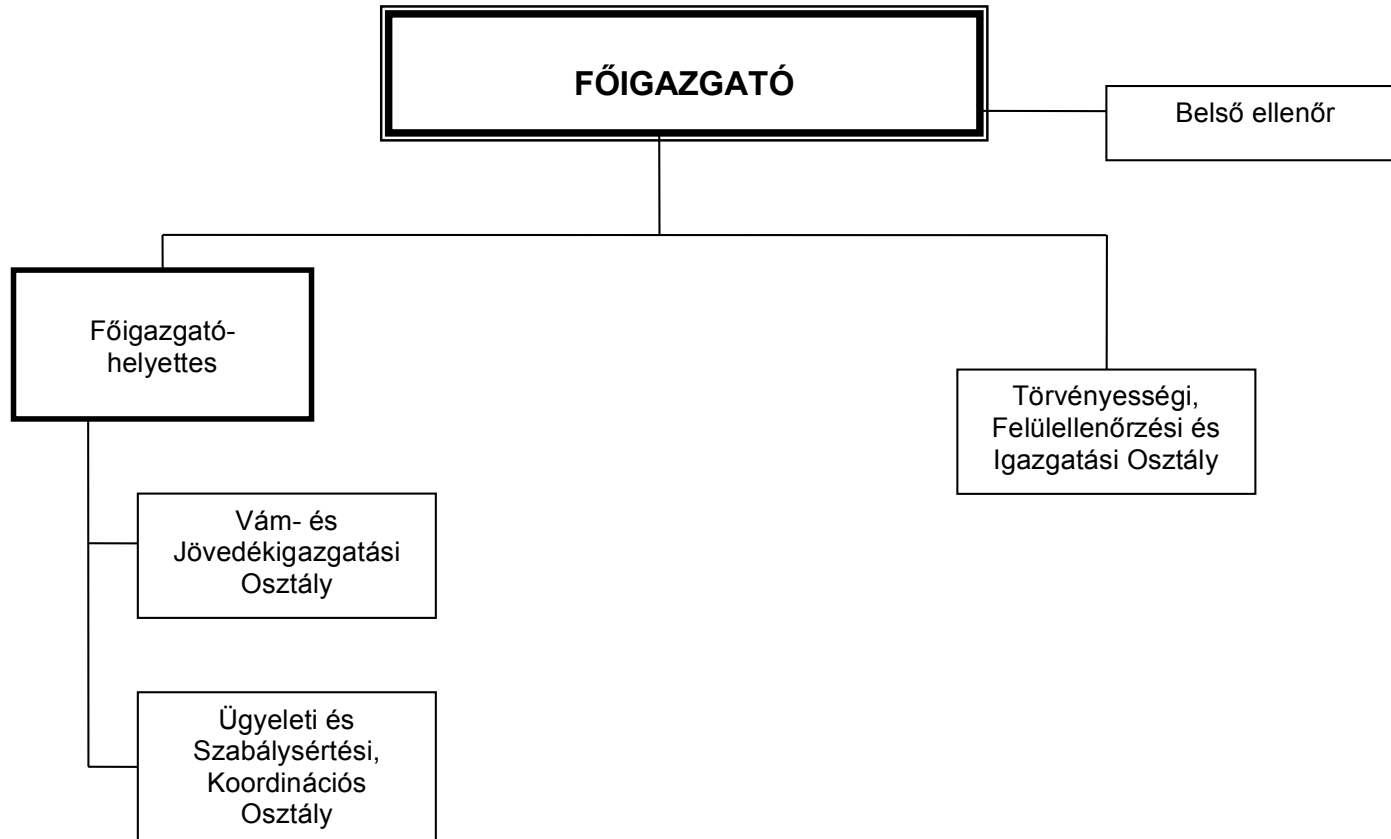 FŐIGAZGATÓ
Belső ellenőr
Főigazgató-
helyettes
Törvényességi,
Felülellenőrzési és
Igazgatási Osztály
Vám- és
Jövedékigazgatási
Osztály
Ügyeleti és
Szabálysértési,
Koordinációs
Osztály